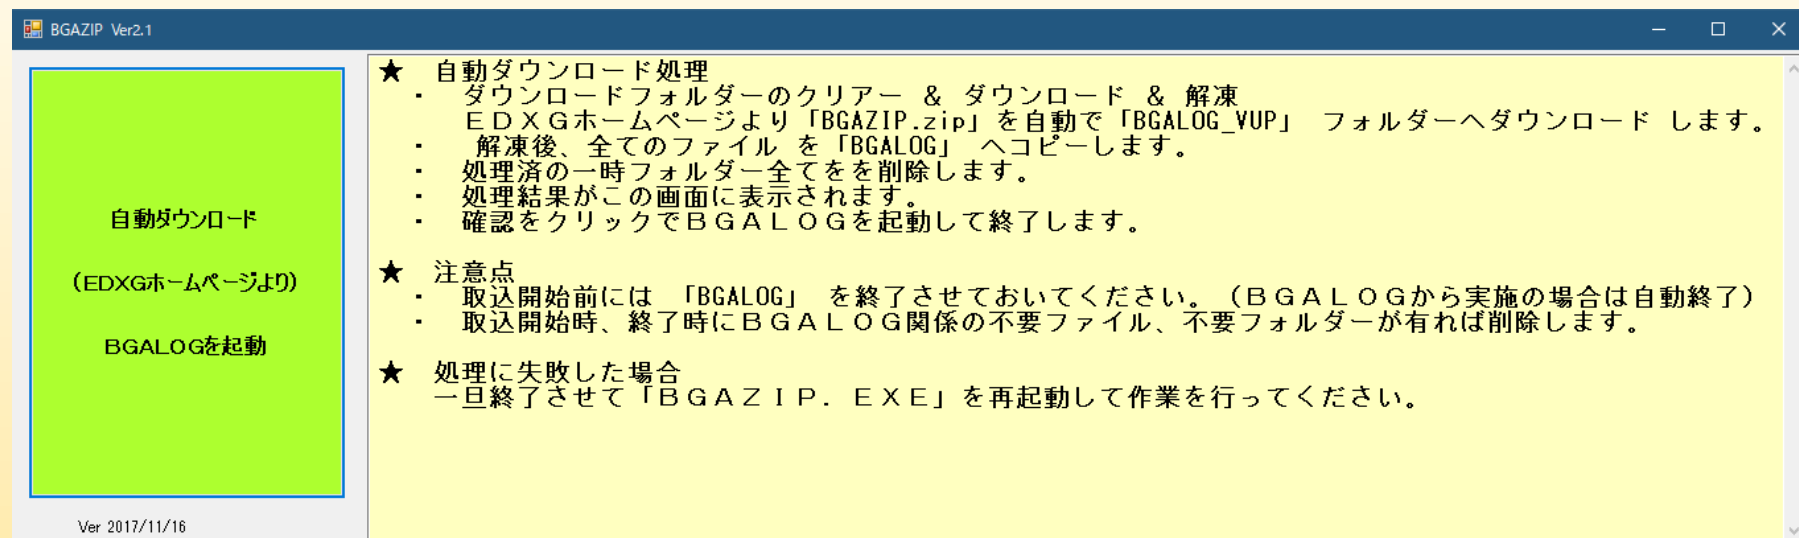 BGAZIP Ver2.1
自動ダウンロード
(EDXGホームページより)
BGALOGを起動
Ver 2017/11/16
★ 自動ダウンロード処理
・ ダウンロードフォルダーのクリアー & ダウンロード & 解凍
EDXGホームページより「BGAZIP.zip」を自動で「BGALOG_VUP」 フォルダーへダウンロード します。
・ 解凍後、全てのファイル を「BGALOG」 へコピーします。
・ 処理済の一時フォルダー全てをを削除します。
・ 処理結果がこの画面に表示されます。
・ 確認をクリックでBGALOGを起動して終了します。
★ 注意点
・ 取込開始前には 「BGALOG」 を終了させておいてください。(BGALOGから実施の場合は自動終了)
・ 取込開始時、終了時にBGALOG関係の不要ファイル、不要フォルダーが有れば削除します。
★ 処理に失敗した場合
一旦終了させて「BGAZIP.EXE」を再起動して作業を行ってください。